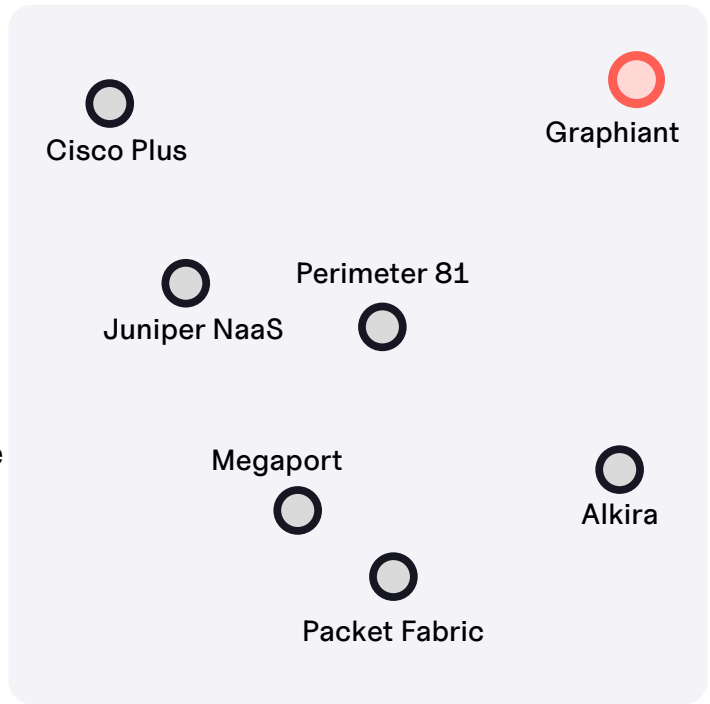 Graphiant
Cisco Plus
Perimeter 81
Juniper NaaS
Megaport
Alkira
Packet Fabric